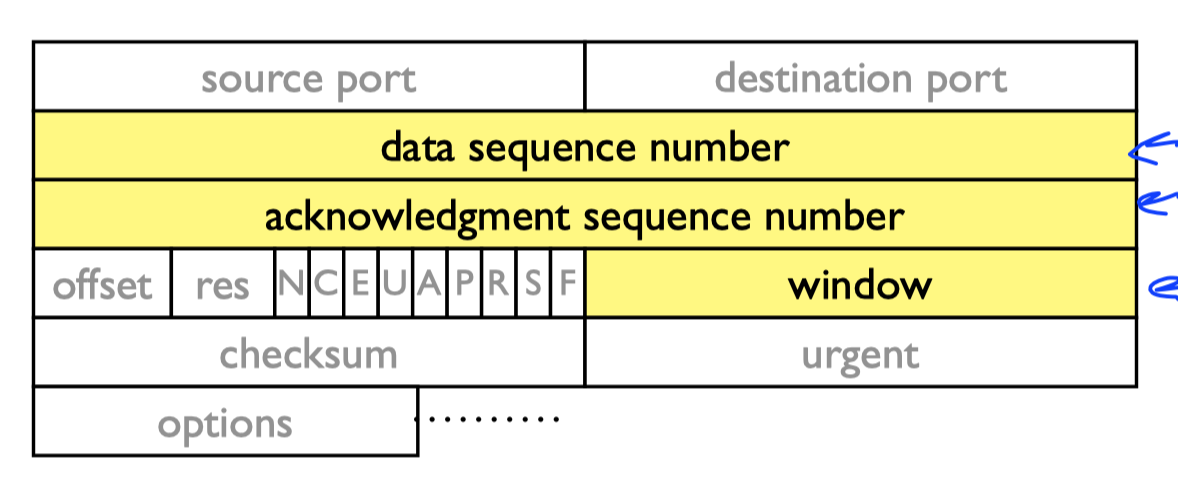 source port destination port
data sequence number
acknowledgment sequence number
offset res N C E U A P R S F window
checksum urgent
options .........